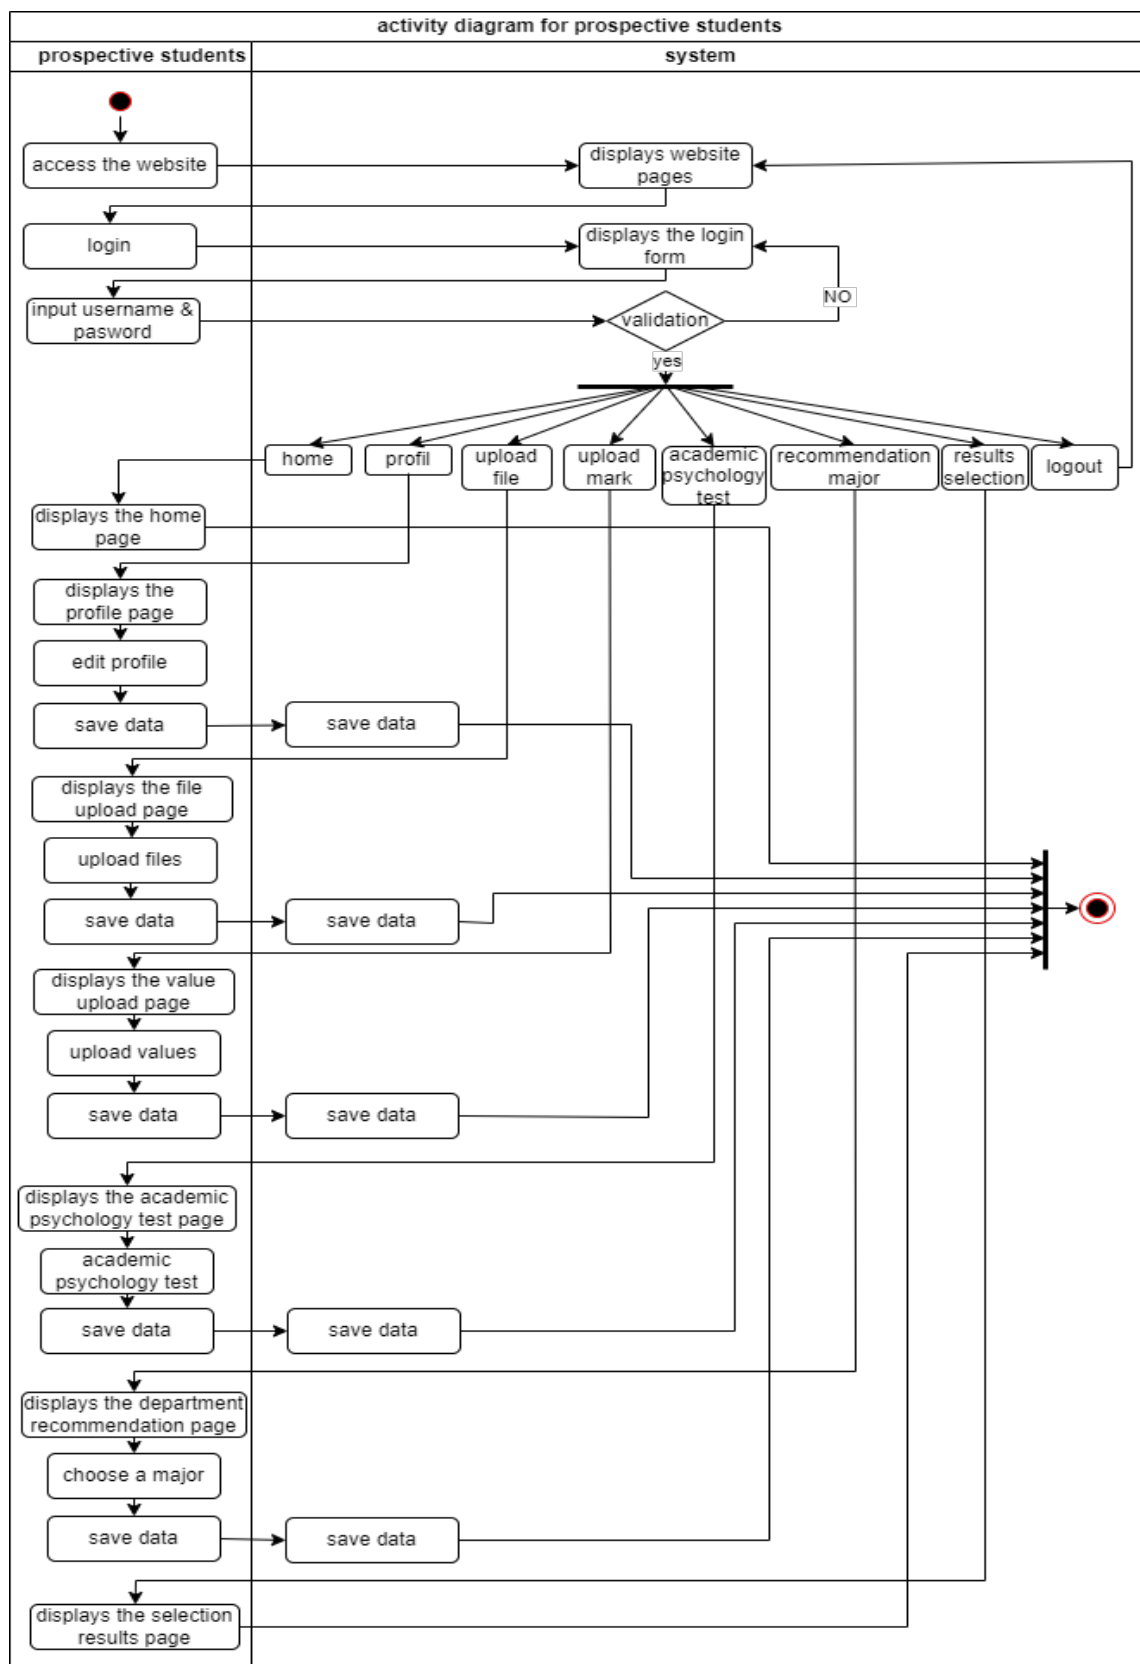 activity diagram for prospective students
prospective students
system
access the website
displays website
pages
login
displays the login
form
NO
input username &
pasword
validation
yes
home
profil
upload
file
upload
mark
academic
psychology
test
recommendation
major
results
selection
logout
displays the home
page
displays the
profile page
edit profile
save data
save data
displays the file
upload page
upload files
save data
save data
displays the value
upload page
upload values
save data
save data
displays the academic
psychology test page
academic
psychology test
save data
save data
displays the department
recommendation page
choose a major
save data
save data
displays the selection
results page